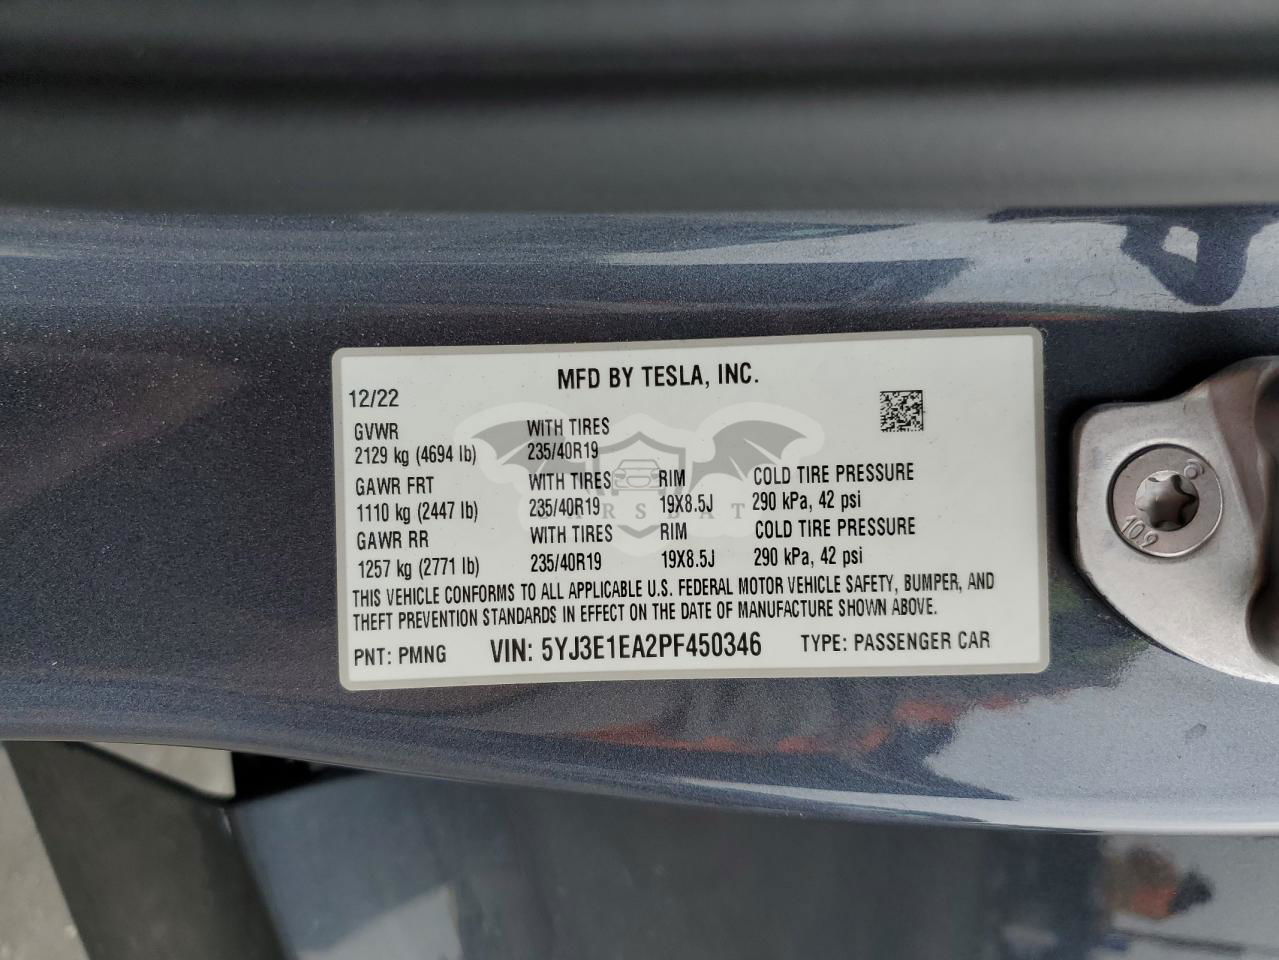 MFD BY TESLA, INC.
12/22
GVWR WITH TIRES
2129 kg (4694 lb) 235/40R19
GAWR FRT WITH TIRES RIM COLD TIRE PRESSURE
1110 kg (2447 lb) 235/40R19 19X8.5J 290 kPa, 42 psi
GAWR RR WITH TIRES RIM COLD TIRE PRESSURE
1257 kg (2771 lb) 235/40R19 19X8.5J 290 kPa, 42 psi
THIS VEHICLE CONFORMS TO ALL APPLICABLE U.S. FEDERAL MOTOR VEHICLE SAFETY, BUMPER, AND
THEFT PREVENTION STANDARDS IN EFFECT ON THE DATE OF MANUFACTURE SHOWN ABOVE.
PNT: PMNG VIN: 5YJ3E1EA2PF450346 TYPE: PASSENGER CAR
10.9